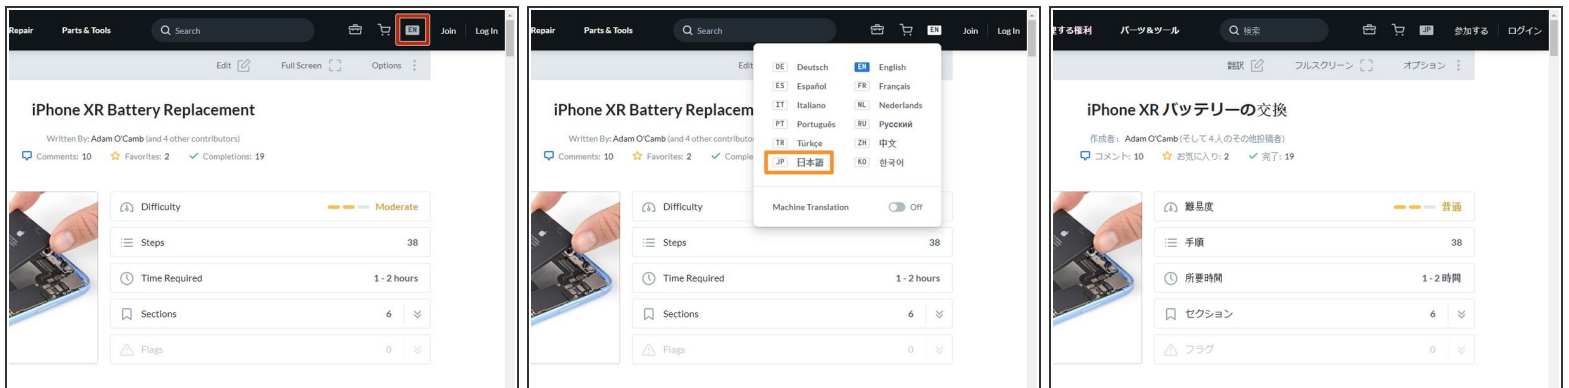 Repair Parts & Tools Search EN Join Log In
Edit Full Screen Options
iPhone XR Battery Replacement
Written By: Adam O'Camb (and 4 other contributors)
Comments: 10 Favorites: 2 Completions: 19
Difficulty Moderate
Steps 38
Time Required 1 - 2 hours
Sections 6
Flags 0
Repair Parts & Tools Search EN Join Log In
Edit
iPhone XR Battery Replacem
Written By: Adam O'Camb (and 4 other contributo
Comments: 10 Favorites: 2 Comple
DE Deutsch EN English
ES Español FR Français
IT Italiano NL Nederlands
PT Português RU Русский
TR Türkçe ZH 中文
JP 日本語 KO 한국어
Machine Translation Off
Difficulty
Steps 38
Time Required 1 - 2 hours
Sections 6
Flags 0
する権利 パーツ&ツール 検索 JP 参加する ログイン
翻訳 フルスクリーン オプション
iPhone XR バッテリーの交換
作成者: Adam O'Camb (そして4人のその他投稿者)
コメント: 10 お気に入り: 2 完了: 19
難易度 普通
手順 38
所要時間 1 - 2 時間
セクション 6
フラグ 0